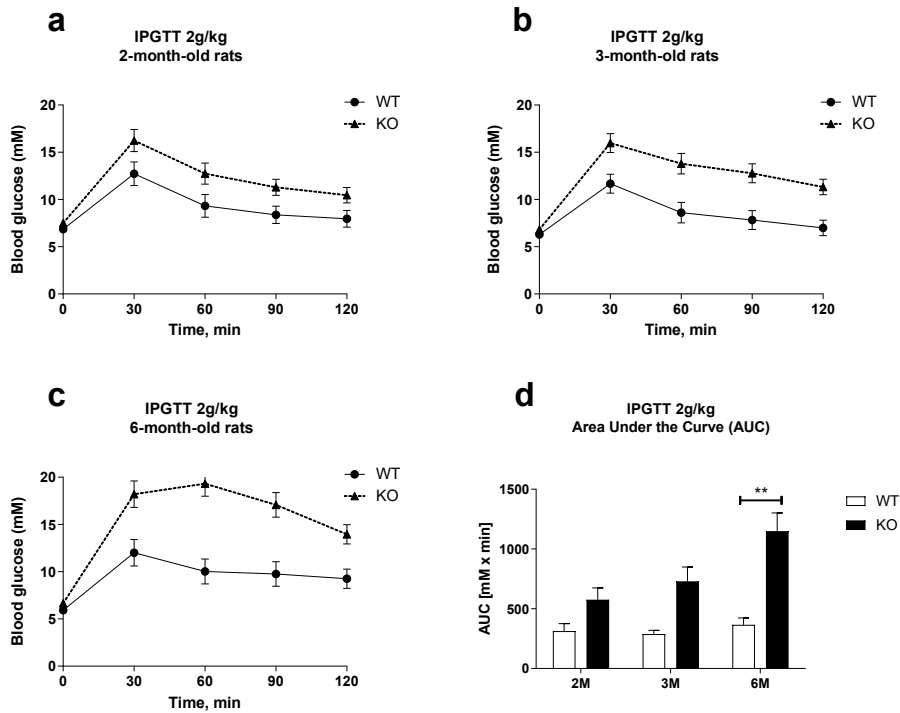 a
IPGTT 2g/kg
2-month-old rats
WT
KO
Blood glucose (mM)
20
15
10
5
0
0 30 60 90 120
Time, min
b
IPGTT 2g/kg
3-month-old rats
WT
KO
Blood glucose (mM)
20
15
10
5
0
0 30 60 90 120
Time, min
c
IPGTT 2g/kg
6-month-old rats
WT
KO
Blood glucose (mM)
20
15
10
5
0
0 30 60 90 120
Time, min
d
IPGTT 2g/kg
Area Under the Curve (AUC)
WT
KO
**
AUC [mM x min]
1500
1000
500
0
2M 3M 6M